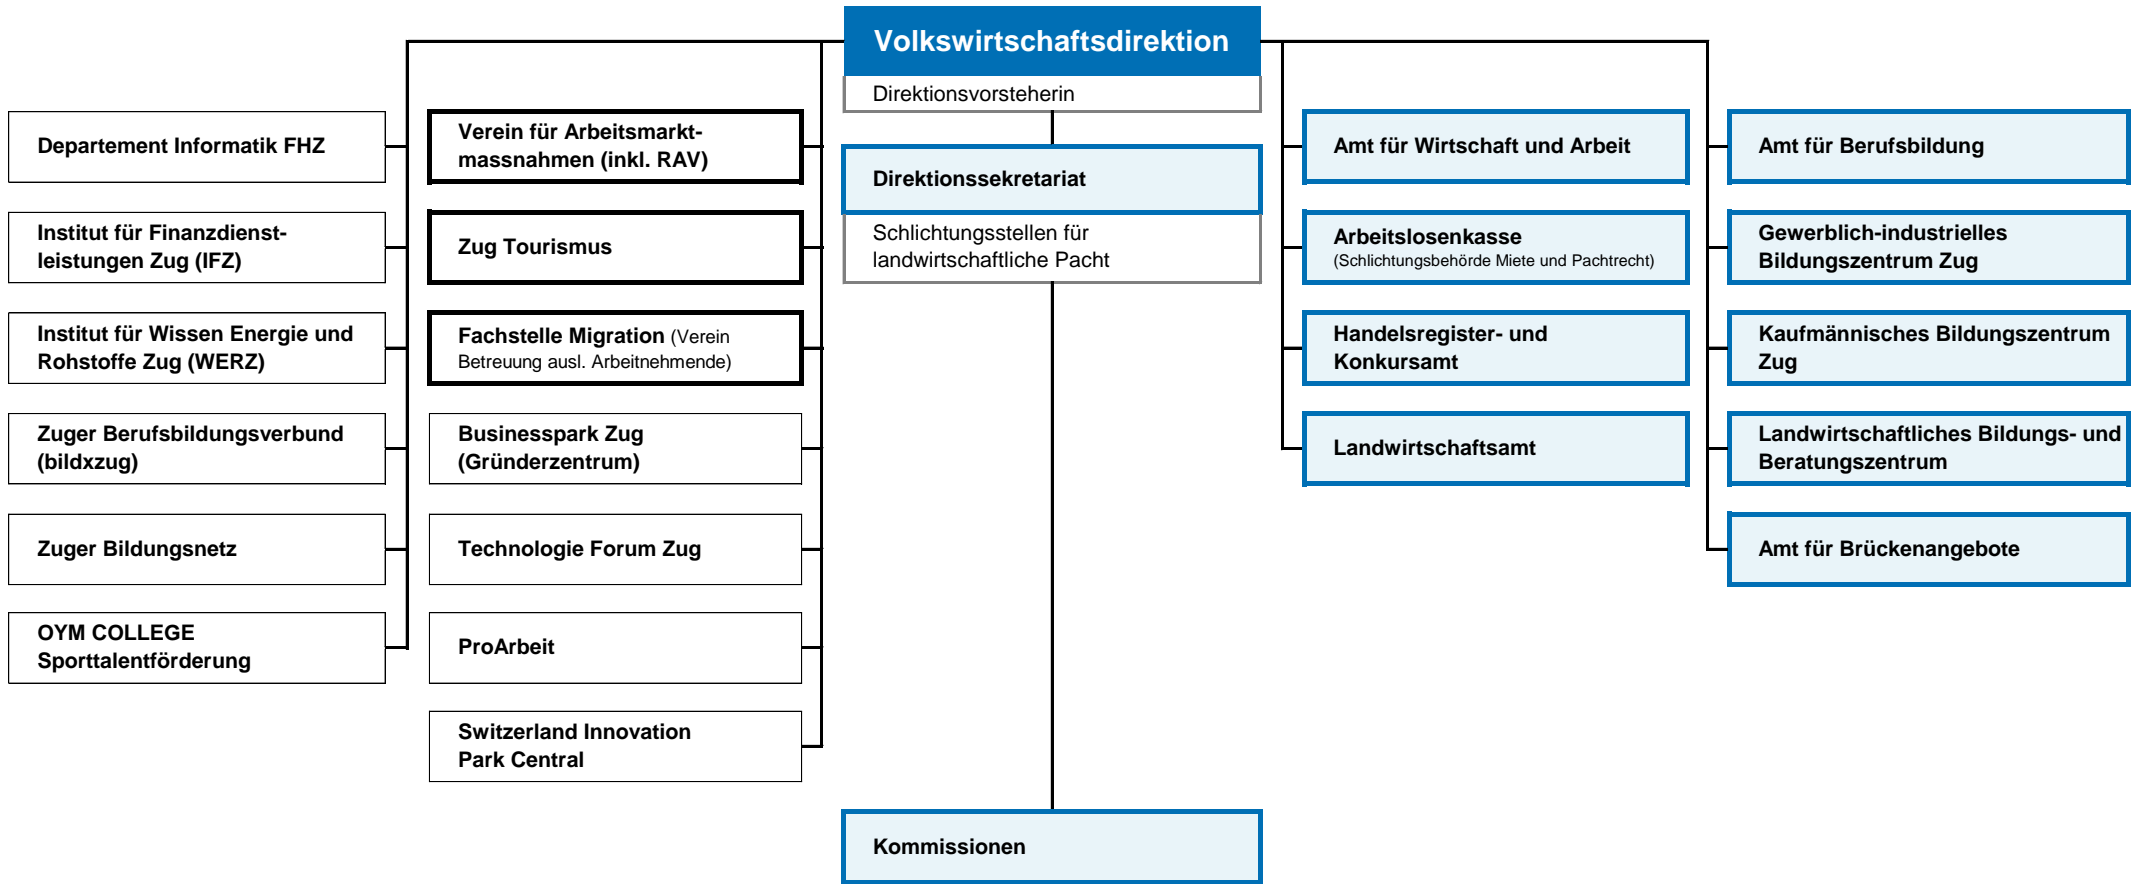 Volkswirtschaftsdirektion
Direktionsvorsteherin
Departement Informatik FHZ
Institut für Finanzdienst-
leistungen Zug (IFZ)
Institut für Wissen Energie und
Rohstoffe Zug (WERZ)
Zuger Berufsbildungsverbund
(bildxzug)
Zuger Bildungsnetz
OYM COLLEGE
Sporttalentförderung
Verein für Arbeitsmarkt-
massnahmen (inkl. RAV)
Zug Tourismus
Fachstelle Migration (Verein
Betreuung ausl. Arbeitnehmende)
Businesspark Zug
(Gründerzentrum)
Technologie Forum Zug
ProArbeit
Switzerland Innovation
Park Central
Direktionssekretariat
Schlichtungsstellen für
landwirtschaftliche Pacht
Kommissionen
Amt für Wirtschaft und Arbeit
Arbeitslosenkasse
(Schlichtungsbehörde Miete und Pachtrecht)
Handelsregister- und
Konkursamt
Landwirtschaftsamt
Amt für Berufsbildung
Gewerblich-industrielles
Bildungszentrum Zug
Kaufmännisches Bildungszentrum
Zug
Landwirtschaftliches Bildungs- und
Beratungszentrum
Amt für Brückenangebote